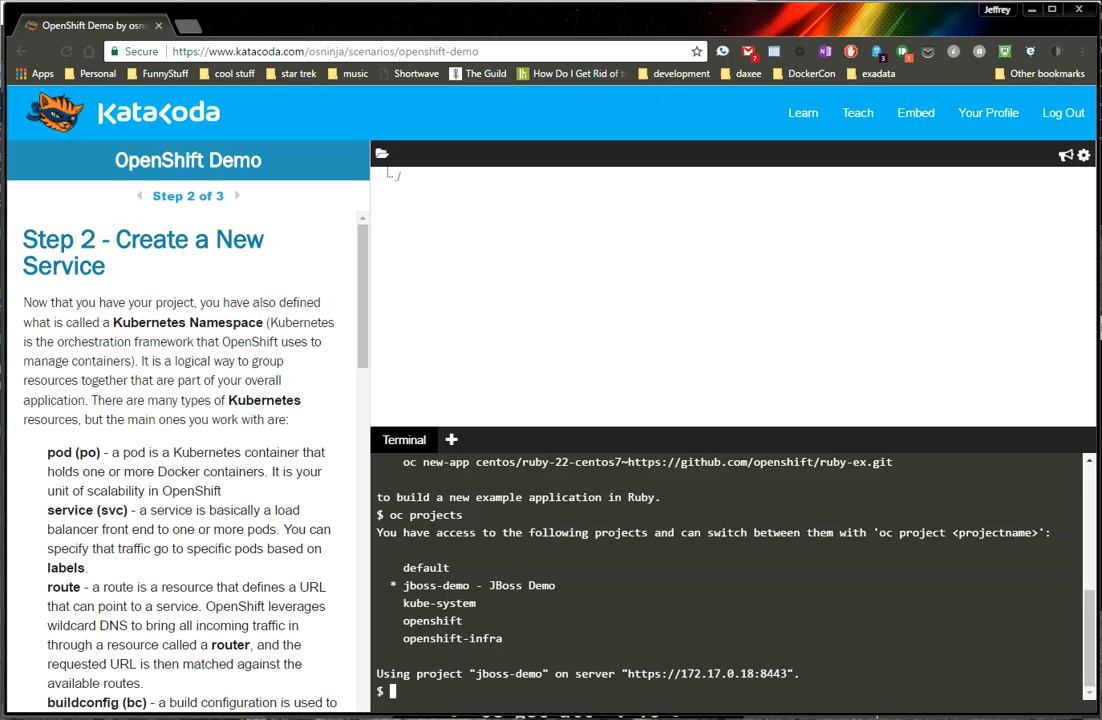 Jeffrey
OpenShift Demo by osni
Secure https://www.katacoda.com/osninja/scenarios/openshift-demo
7 3 1
Apps Personal FunnyStuff cool stuff star trek music Shortwave The Guild How Do I Get Rid of development daxee DockerCon exadata Other bookmarks
KataKoda
Learn Teach Embed Your Profile Log Out
OpenShift Demo
Step 2 of 3
./
Step 2 - Create a New
Service
Now that you have your project, you have also defined
what is called a Kubernetes Namespace (Kubernetes
is the orchestration framework that OpenShift uses to
manage containers). It is a logical way to group
resources together that are part of your overall
application. There are many types of Kubernetes
resources, but the main ones you work with are:
pod (po) - a pod is a Kubernetes container that
holds one or more Docker containers. It is your
unit of scalability in OpenShift
service (svc) - a service is basically a load
balancer front end to one or more pods. You can
specify that traffic go to specific pods based on
labels.
route - a route is a resource that defines a URL
that can point to a service. OpenShift leverages
wildcard DNS to bring all incoming traffic in
through a resource called a router, and the
requested URL is then matched against the
available routes.
buildconfig (bc) - a build configuration is used to
Terminal
oc new-app centos/ruby-22-centos7~https://github.com/openshift/ruby-ex.git
to build a new example application in Ruby.
$ oc projects
You have access to the following projects and can switch between them with 'oc project <projectname>':
default
* jboss-demo - JBoss Demo
kube-system
openshift
openshift-infra
Using project "jboss-demo" on server "https://172.17.0.18:8443".
$